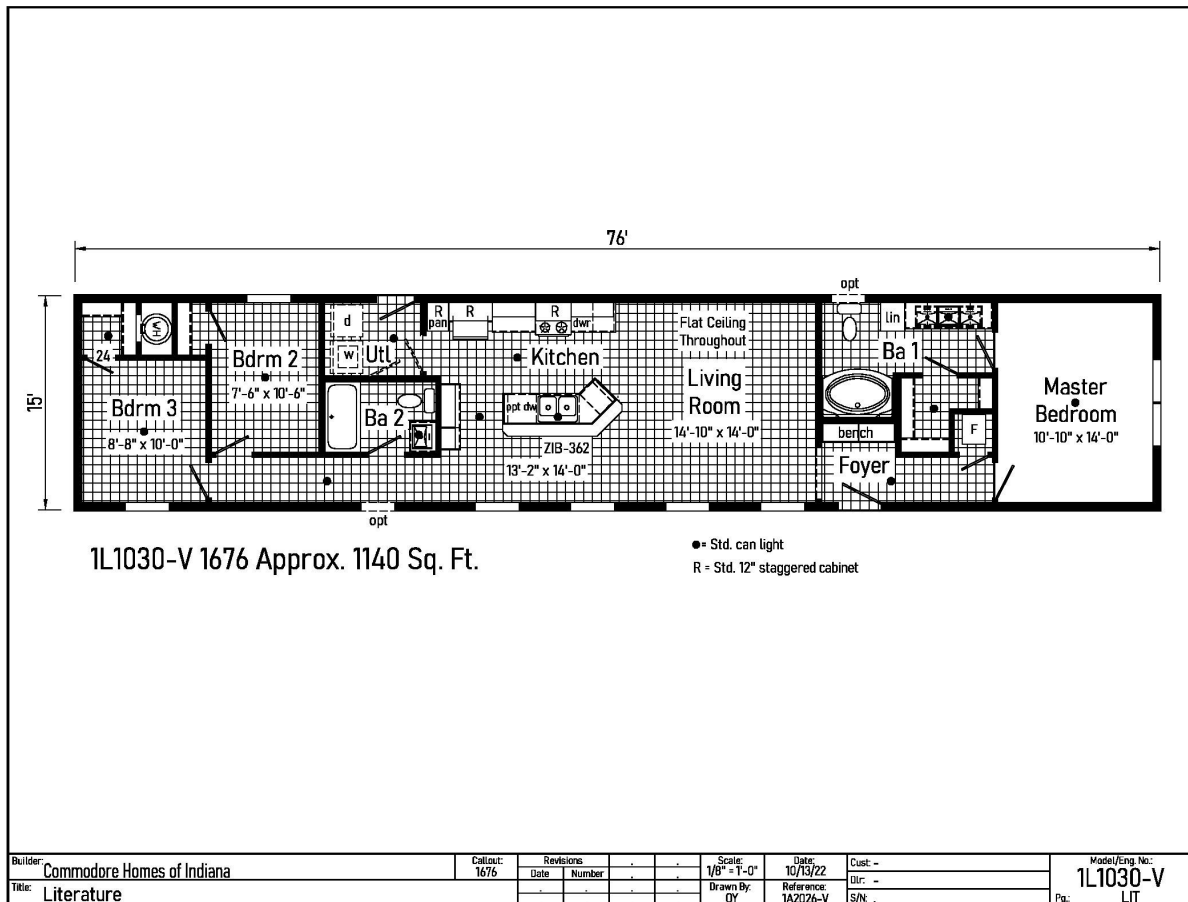 76'
15'
opt
24
WH
Bdrm 2
7'-6" x 10'-6"
Bdrm 3
8'-8" x 10'-0"
d
w
Utl
Ba 2
R
pan
R
R
dwr
Kitchen
opt dw
ZIB-362
13'-2" x 14'-0"
Flat Ceiling
Throughout
Living
Room
14'-10" x 14'-0"
lin
Ba 1
bench
Foyer
F
Master
Bedroom
10'-10" x 14'-0"
opt
1L1030-V 1676 Approx. 1140 Sq. Ft.
●= Std. can light
R = Std. 12" staggered cabinet
Builder: Commodore Homes of Indiana
Title: Literature
Callout:
1676
Revisions
Date Number
Scale:
1/8" = 1'-0"
Drawn By:
OY
Date:
10/13/22
Reference:
1A2026-V
Cust: -
Dlr: -
S/N: .
Model/Eng. No.:
1L1030-V
Pg.: LIT